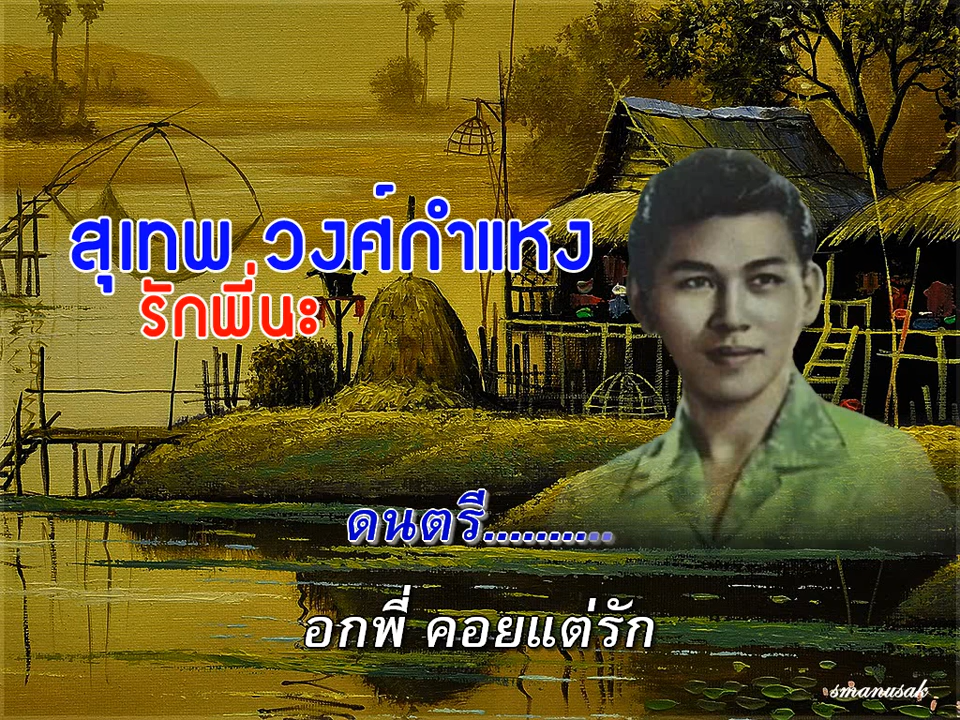 สุเทพ วงศ์กำแหง
รักพี่นะ
ดนตรี...........
อกพี่ คอยแต่รัก
smanusak